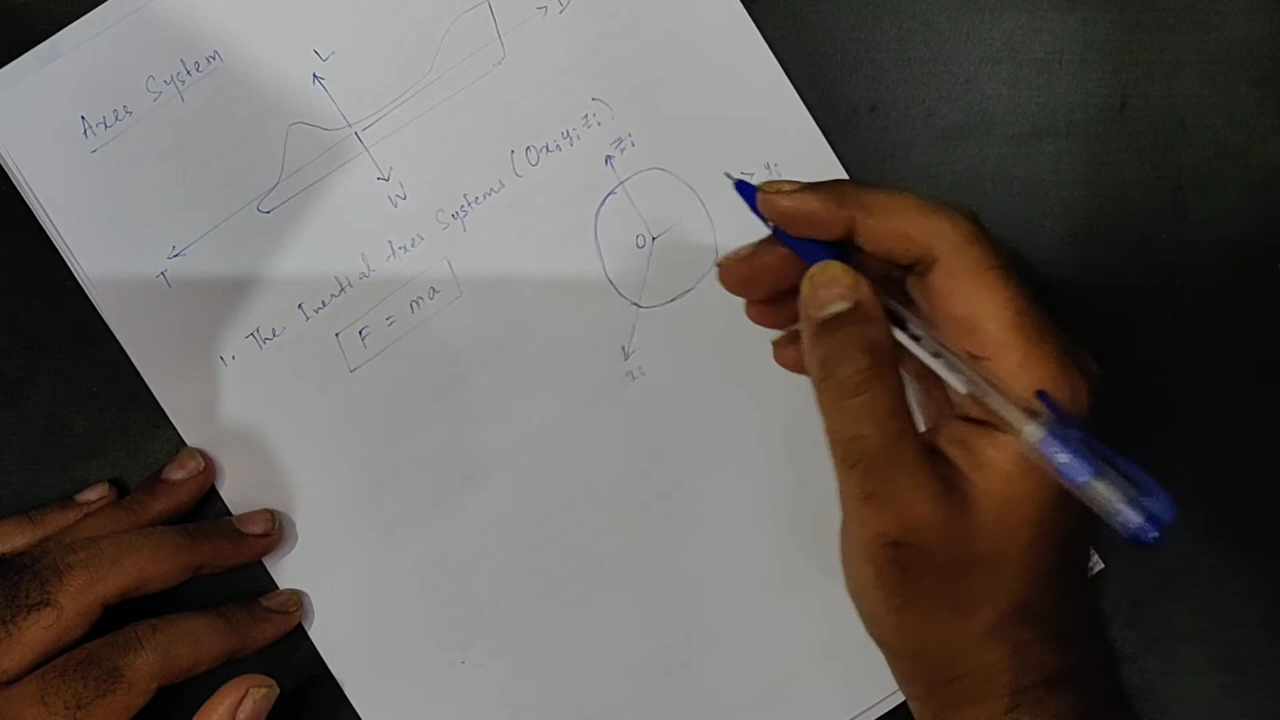 Axes System
L
D
W
T
1. The Inertial Axes Systems (Oxiyizi)
F = ma
zi
yi
O
xi